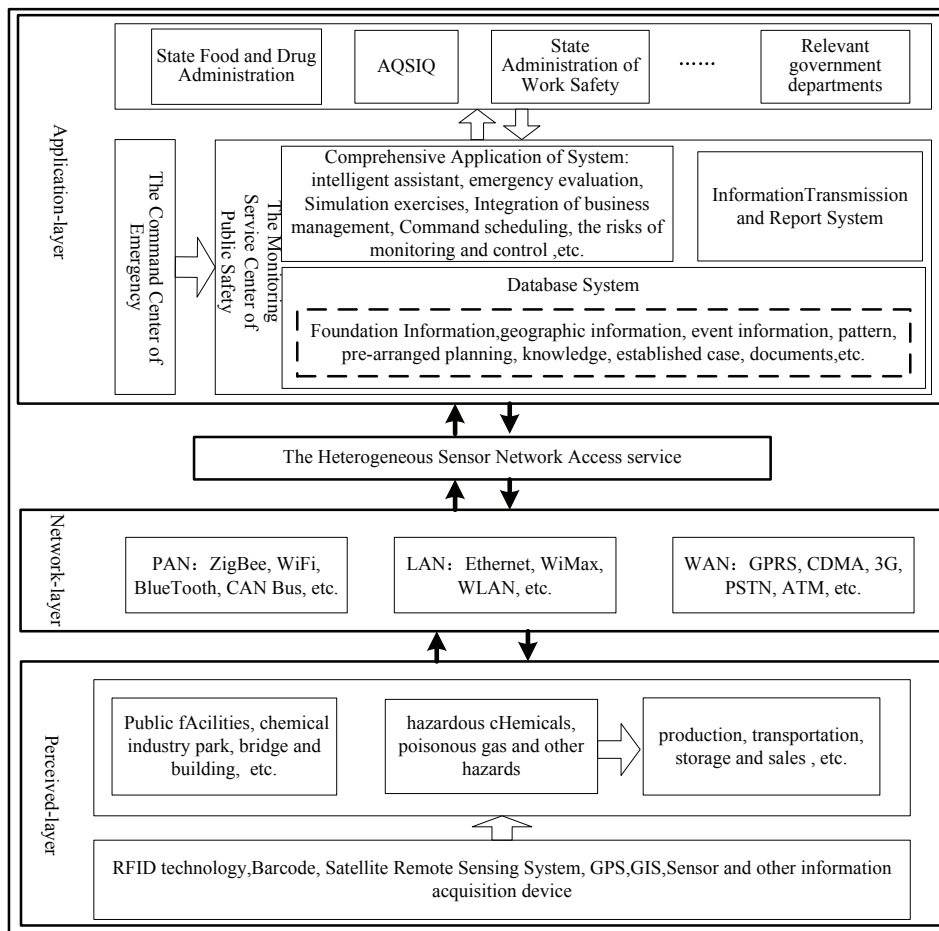 State Food and Drug
Administration
AQSIQ
State
Administration of
Work Safety
......
Relevant
government
departments
Application-layer
The Command Center of
Emergency
The Monitoring
Service Center of
Public Safety
Comprehensive Application of System:
intelligent assistant, emergency evaluation,
Simulation exercises, Integration of business
management, Command scheduling, the risks of
monitoring and control ,etc.
InformationTransmission
and Report System
Database System
Foundation Information,geographic information, event information, pattern,
pre-arranged planning, knowledge, established case, documents,etc.
The Heterogeneous Sensor Network Access service
Network-layer
PAN：ZigBee, WiFi,
BlueTooth, CAN Bus, etc.
LAN：Ethernet, WiMax,
WLAN, etc.
WAN：GPRS, CDMA, 3G,
PSTN, ATM, etc.
Perceived-layer
Public fAcilities, chemical
industry park, bridge and
building, etc.
hazardous cHemicals,
poisonous gas and other
hazards
production, transportation,
storage and sales , etc.
RFID technology,Barcode, Satellite Remote Sensing System, GPS,GIS,Sensor and other information
acquisition device